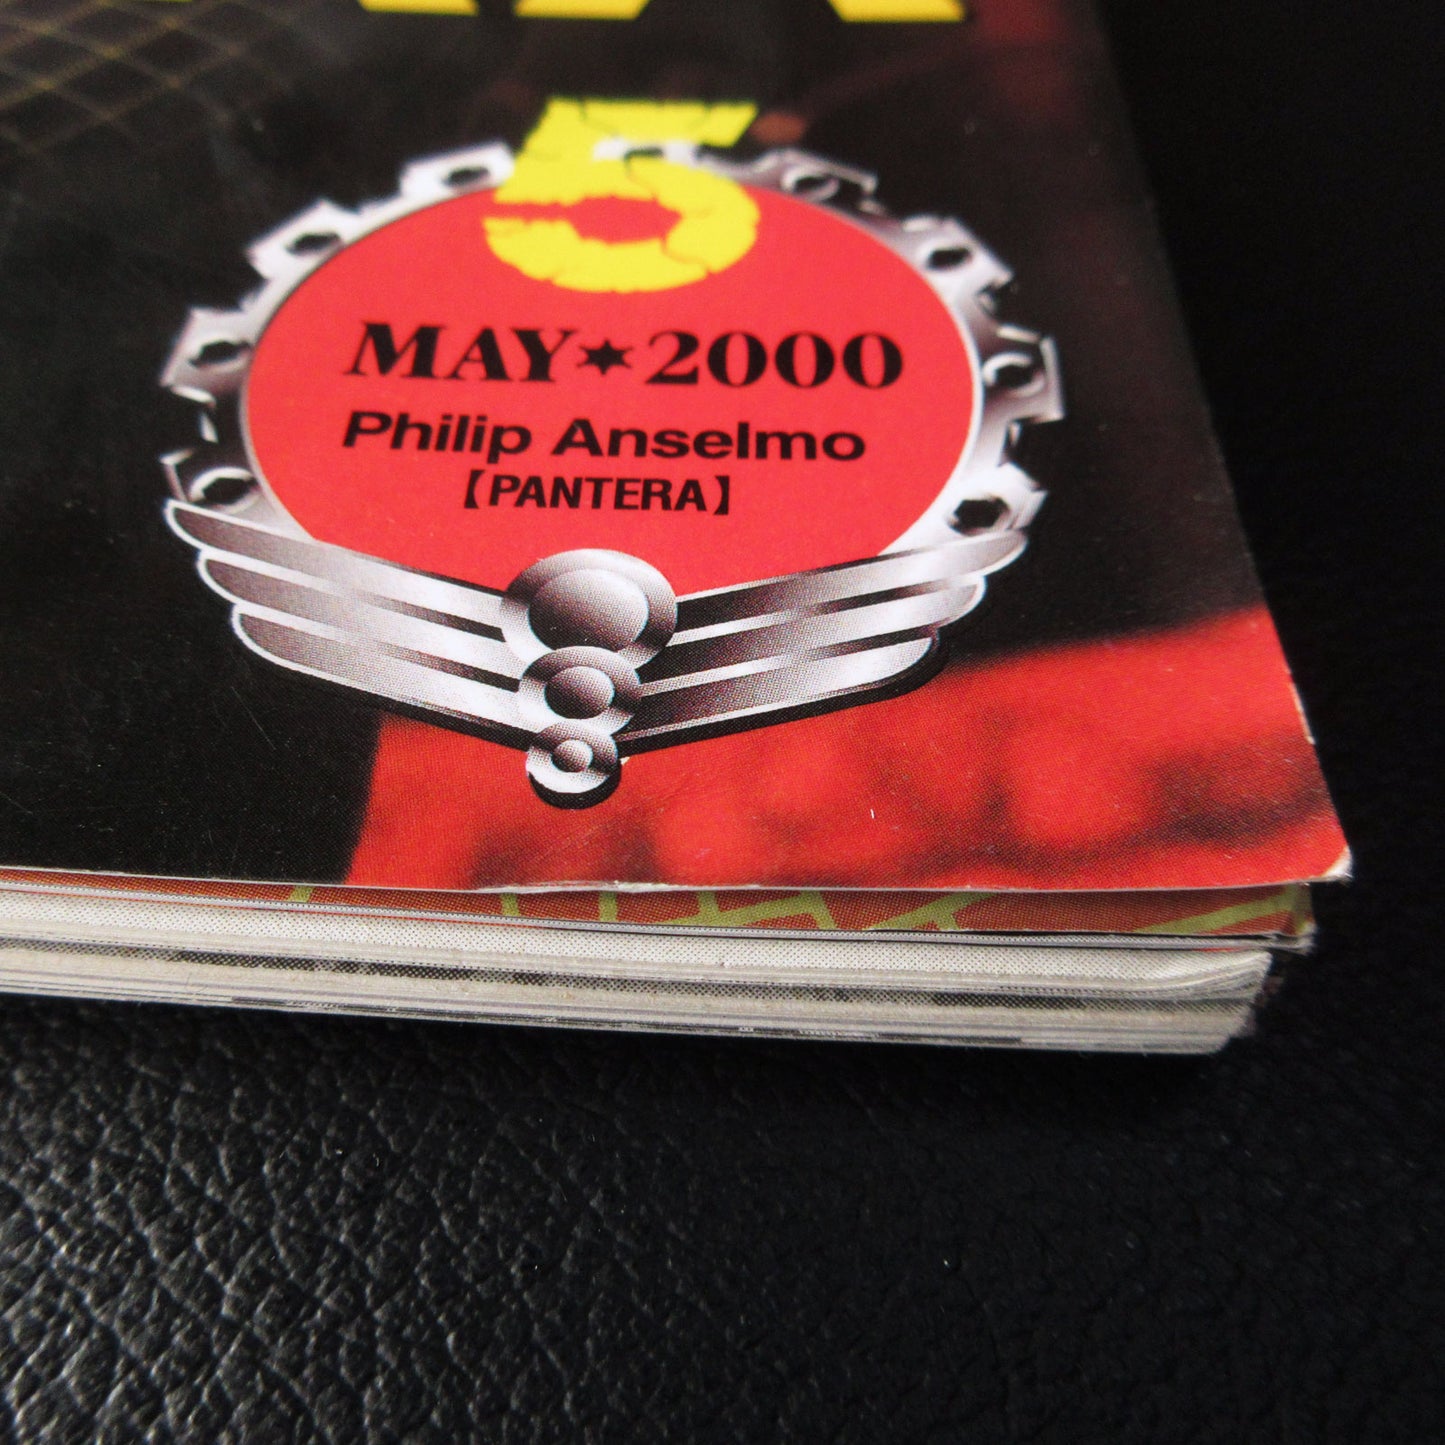 5
MAY★2000
Philip Anselmo
【PANTERA】